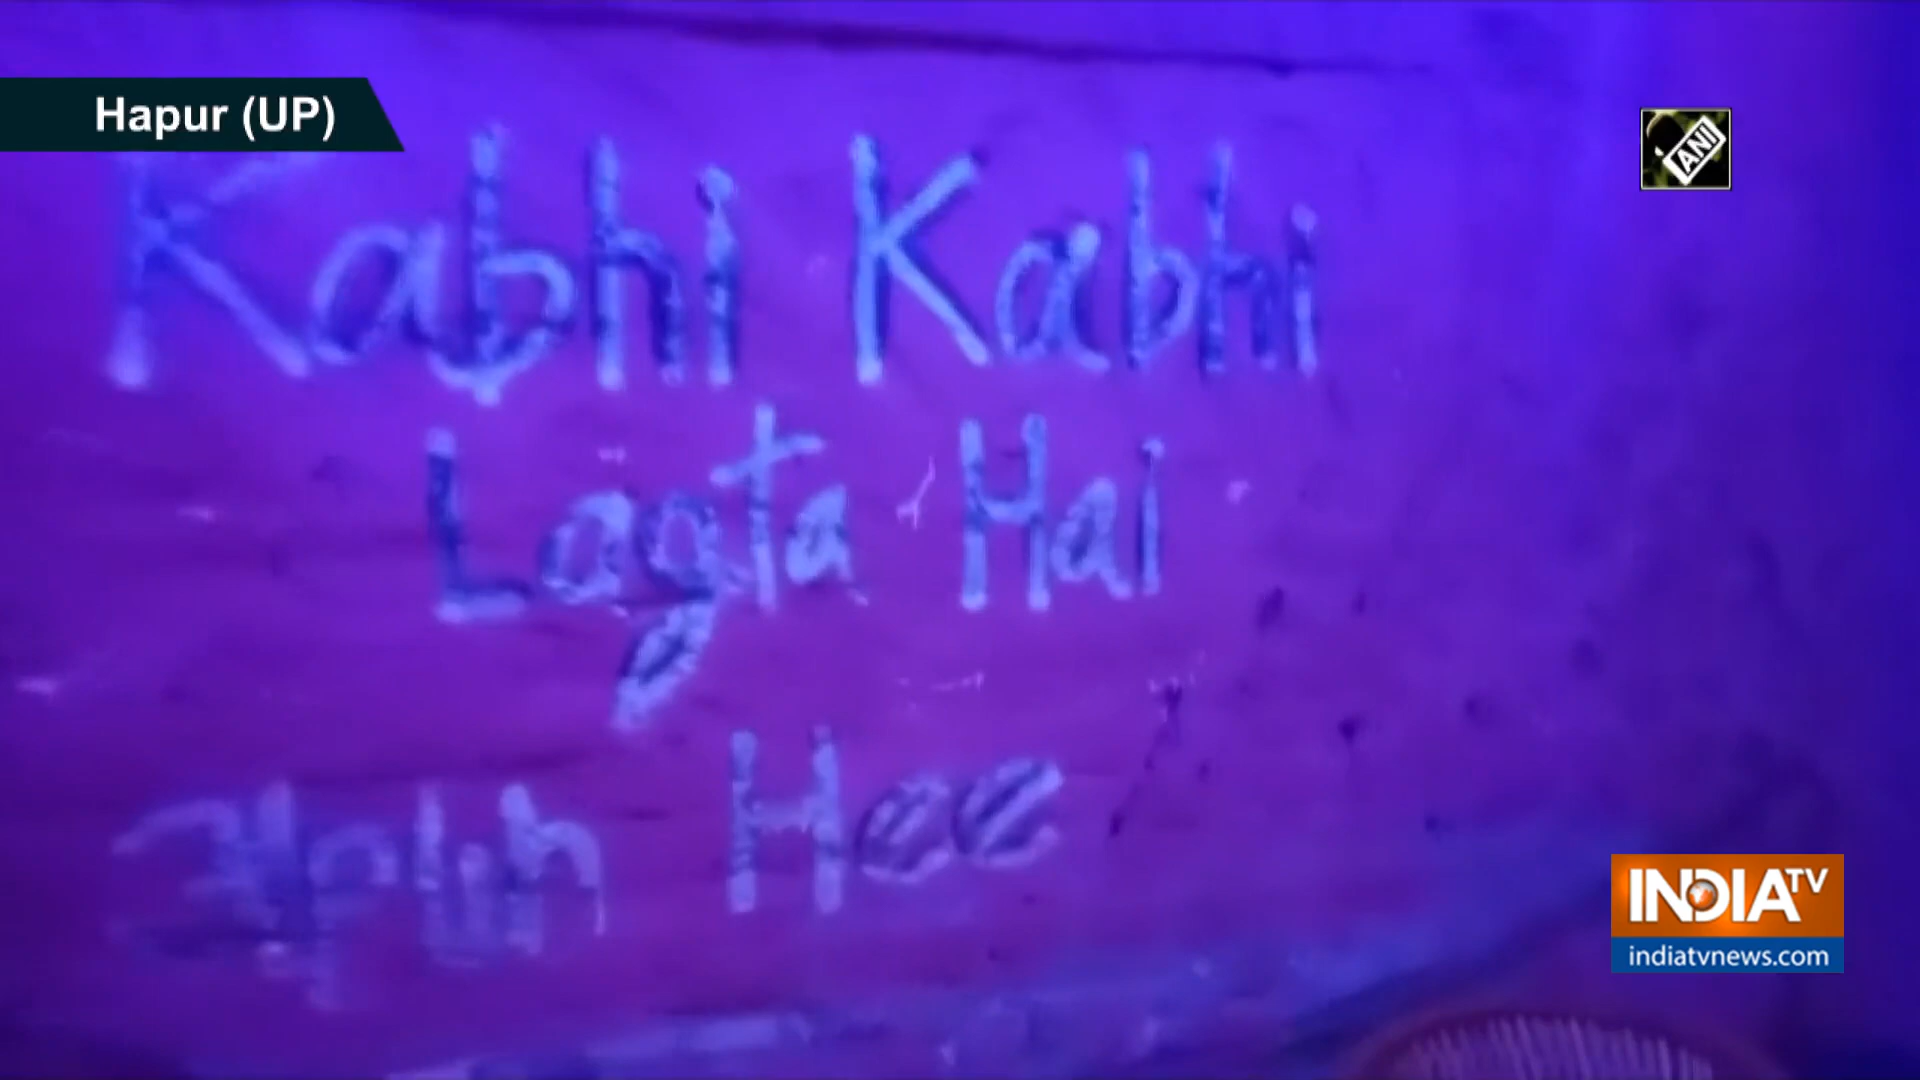 Hapur (UP)
ANI
Kabhi Kabhi
Lagta Hai
Hee
INDIA TV
indiatvnews.com